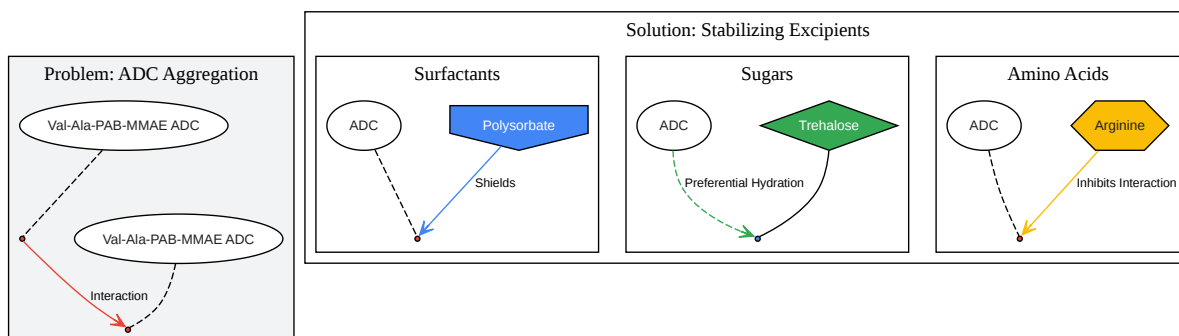 Solution: Stabilizing Excipients
Problem: ADC Aggregation
Val-Ala-PAB-MMAE ADC
Val-Ala-PAB-MMAE ADC
Interaction
Surfactants
ADC
Polysorbate
Shields
Sugars
ADC
Trehalose
Preferential Hydration
Amino Acids
ADC
Arginine
Inhibits Interaction